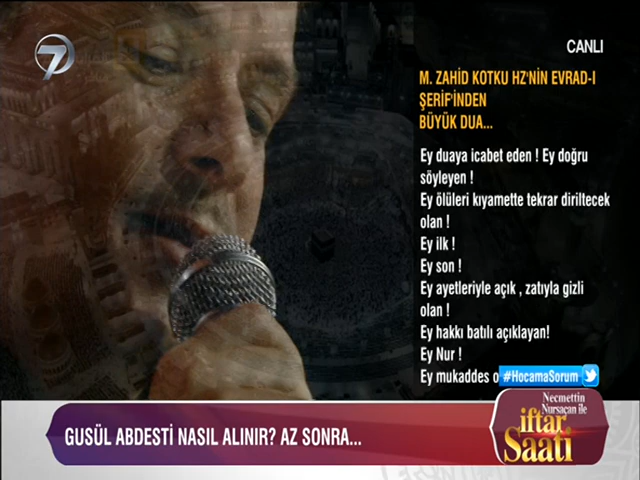 7
CANLI
M. ZAHİD KOTKU HZ'NİN EVRAD-I
ŞERİF'İNDEN
BÜYÜK DUA...
Ey duaya icabet eden ! Ey doğru
söyleyen !
Ey ölüleri kıyamette tekrar diriltecek
olan !
Ey ilk !
Ey son !
Ey ayetleriyle açık , zatıyla gizli
olan !
Ey hakkı batılı açıklayan!
Ey Nur !
Ey mukaddes o
#HocamaSorum
GUSÜL ABDESTİ NASIL ALINIR? AZ SONRA...
Necmettin
Nursaçan ile
iftar
Saati